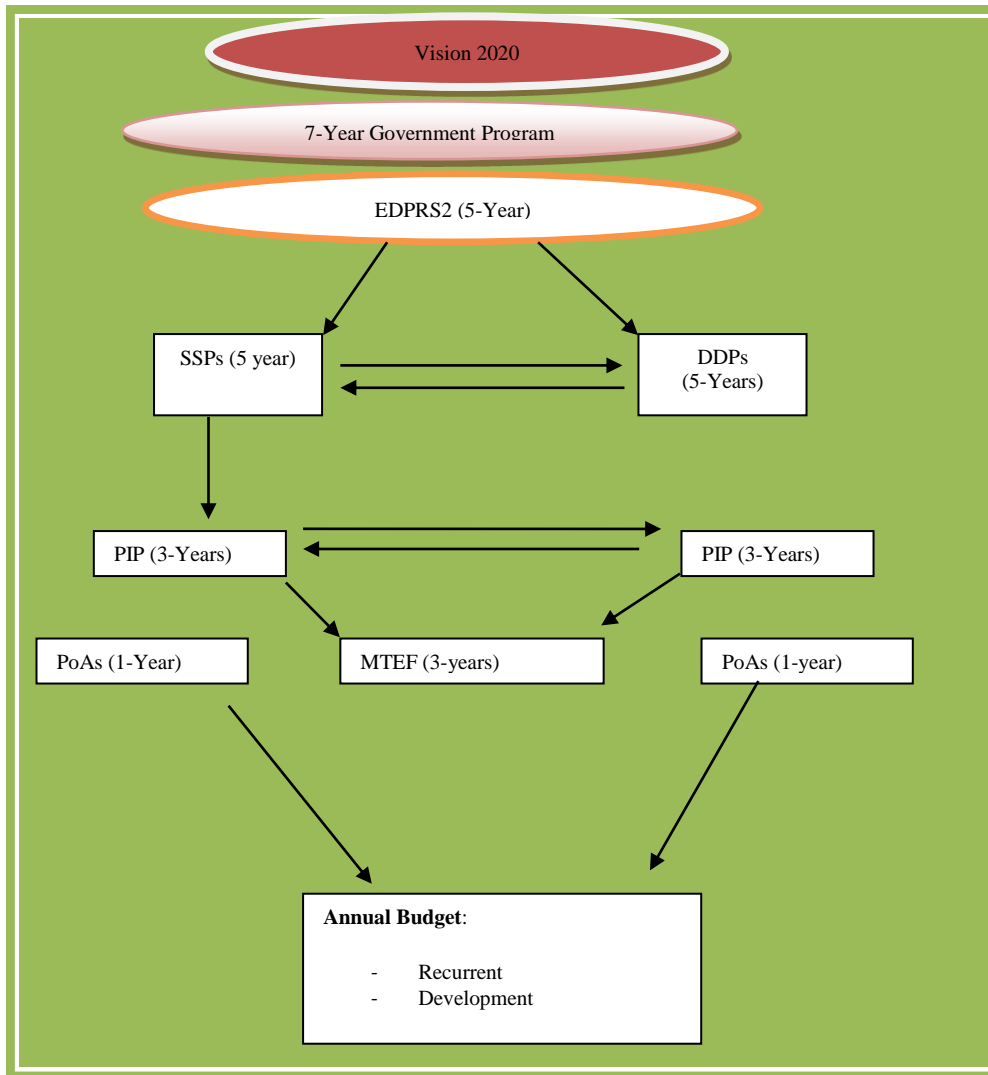 Vision 2020
7-Year Government Program
EDPRS2 (5-Year)
SSPs (5 year)
DDPs
(5-Years)
PIP (3-Years)
PIP (3-Years)
PoAs (1-Year)
MTEF (3-years)
PoAs (1-year)
Annual Budget:
- Recurrent
- Development